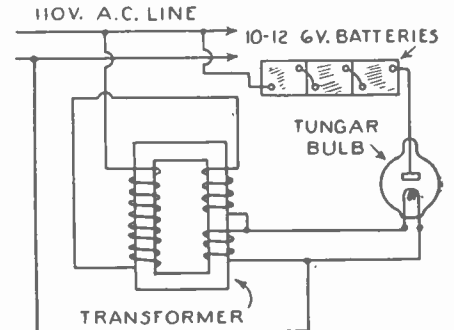 110V. A.C. LINE
10-12 6V. BATTERIES
TUNGAR
BULB
TRANSFORMER